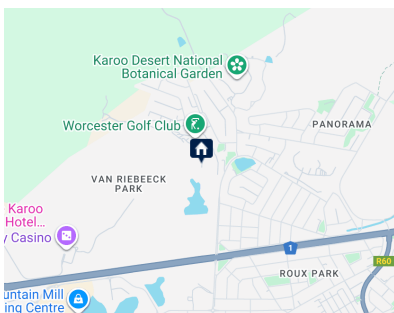 Karoo Desert National
Botanical Garden
Worcester Golf Club
PANORAMA
VAN RIEBEECK
PARK
Karoo
Hotel...
y Casino
1
R60
ROUX PARK
untain Mill
ing Centre